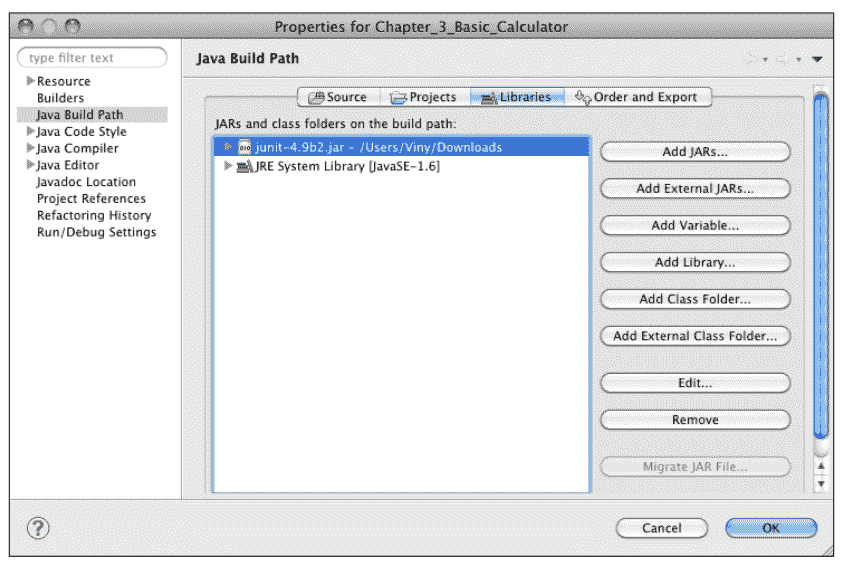 Properties for Chapter_3_Basic_Calculator
type filter text
Resource
Builders
Java Build Path
Java Code Style
Java Compiler
Java Editor
Javadoc Location
Project References
Refactoring History
Run/Debug Settings
Java Build Path
Source Projects Libraries Order and Export
JARs and class folders on the build path:
junit-4.9b2.jar - /Users/Viny/Downloads
JRE System Library [JavaSE-1.6]
Add JARs...
Add External JARs...
Add Variable...
Add Library...
Add Class Folder...
Add External Class Folder...
Edit...
Remove
Migrate JAR File...
?
Cancel OK